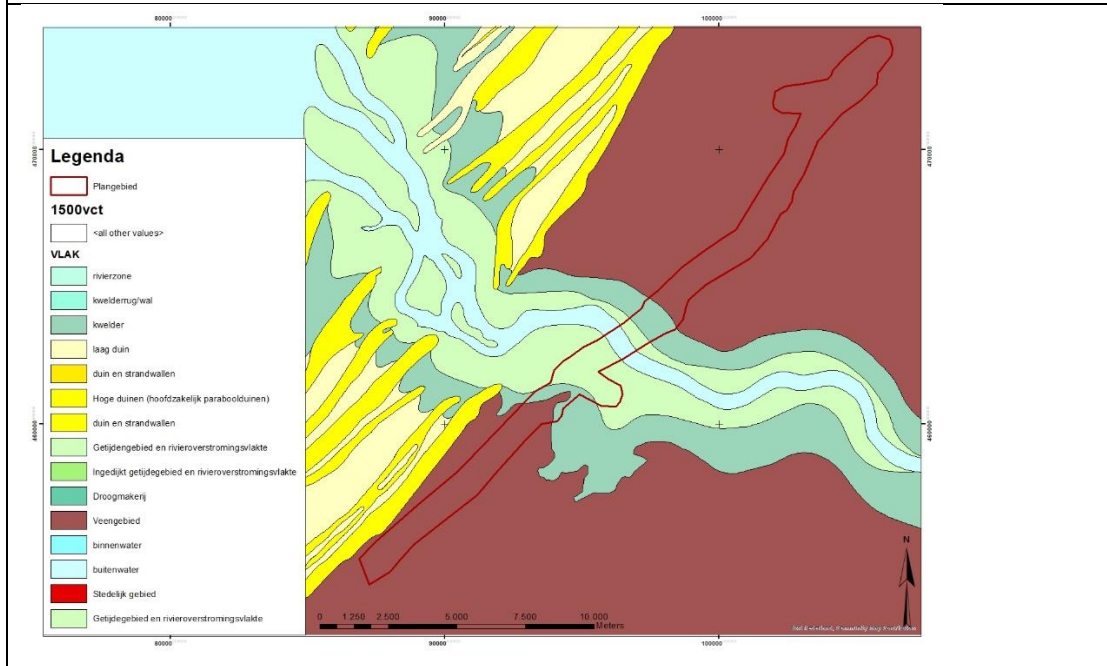 80000
90000
100000
470000
470000
Legenda
Plangebied
1500vct
<all other values>
VLAK
rivierzone
kwelderrug/wal
kwelder
laag duin
duin en strandwallen
Hoge duinen (hoofdzakelijk paraboolduinen)
duin en strandwallen
Getijdengebied en rivieroverstromingsvlakte
Ingedijkt getijdegebied en rivieroverstromingsvlakte
Droogmakerij
Veengebied
binnenwater
buitenwater
Stedelijk gebied
Getijdegebied en rivieroverstromingsvlakte
460000
460000
N
0 1.250 2.500 5.000 7.500 10.000
Meters
80000
90000
100000